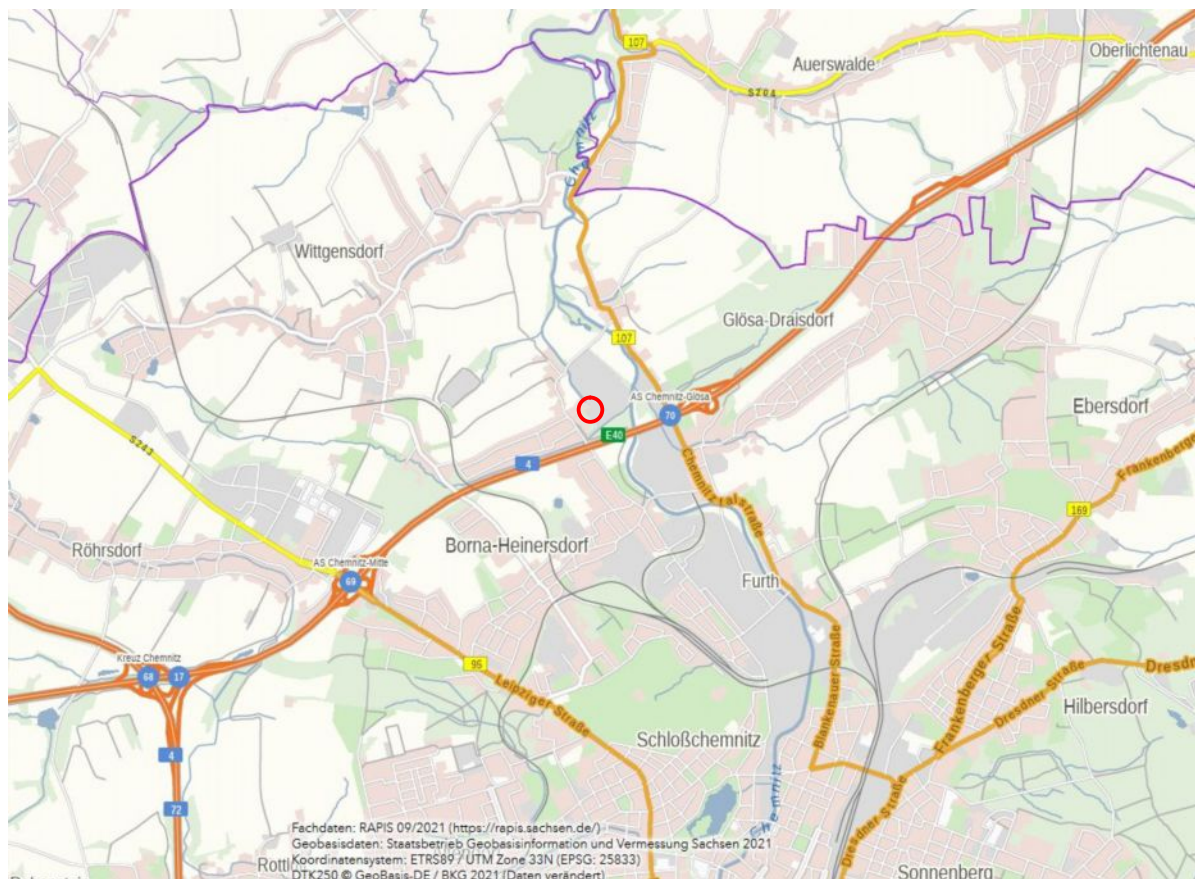 107
Auerswalde
Oberlichtenau
S204
Chemnitz
Wittgensdorf
Glösa-Draisdorf
107
AS Chemnitz-Glösa
70
E40
Ebersdorf
4
S243
Chemnitztalstraße
Frankenberger
169
Röhrsdorf
AS Chemnitz-Mitte
69
Borna-Heinersdorf
Furth
Kreuz Chemnitz
68
17
95
Leipziger Straße
Blankenauer Straße
Frankenberger Straße
Dresdner Straße
Dresdn
Hilbersdorf
Schloßchemnitz
4
72
Chemnitz
Dresdner Straße
Fachdaten: RAPIS 09/2021 (https://rapis.sachsen.de/)
Geobasisdaten: Staatsbetrieb Geobasisinformation und Vermessung Sachsen 2021
Koordinatensystem: ETRS89 / UTM Zone 33N (EPSG: 25833)
DTK250 © GeoBasis-DE / BKG 2021 (Daten verändert)
Sonnenberg